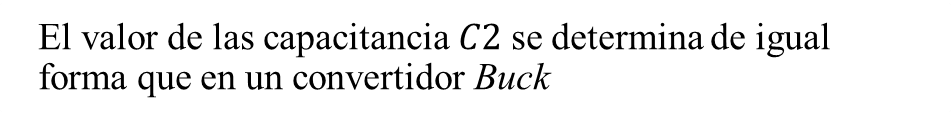 El valor de las capacitancia C2 se determina de igual
forma que en un convertidor Buck